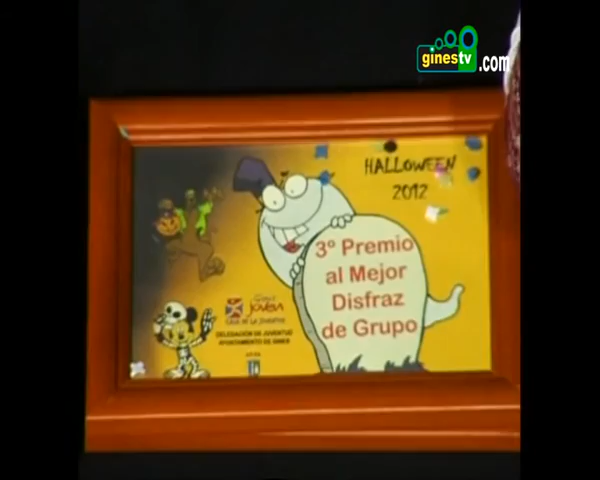 ginestv.com
HALLOWEEN
2012
3º Premio
al Mejor
Disfraz
de Grupo
Joven
CASA DE LA JUVENTUD
DELEGACIÓN DE JUVENTUD
AYUNTAMIENTO DE GINES